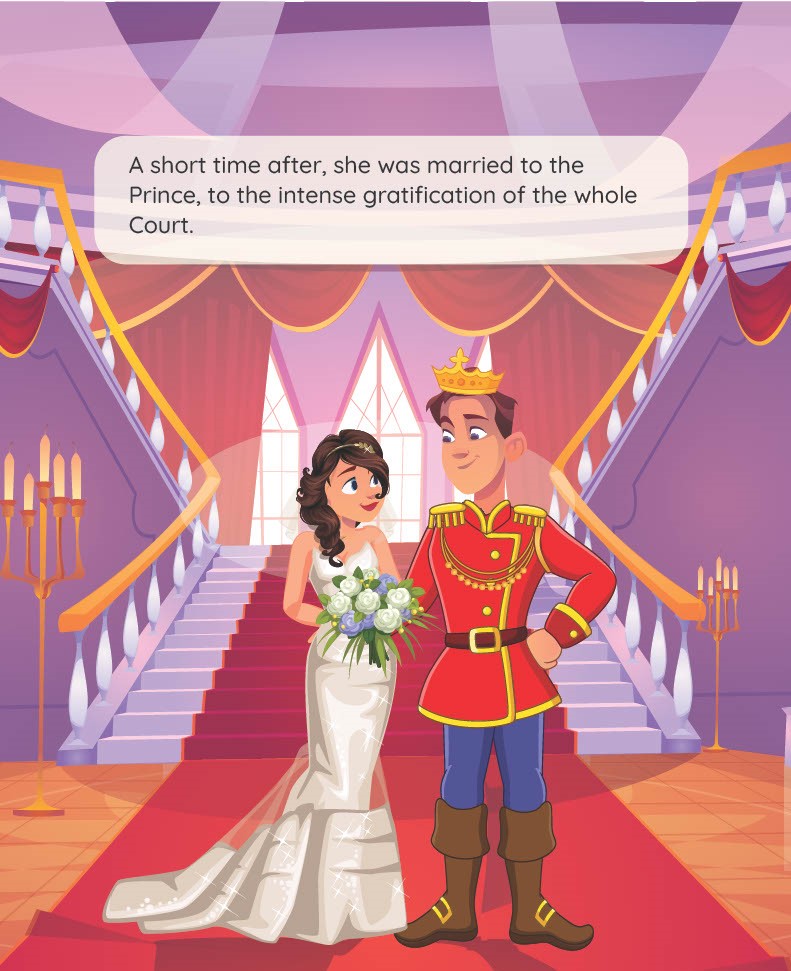 A short time after, she was married to the
Prince, to the intense gratification of the whole
Court.